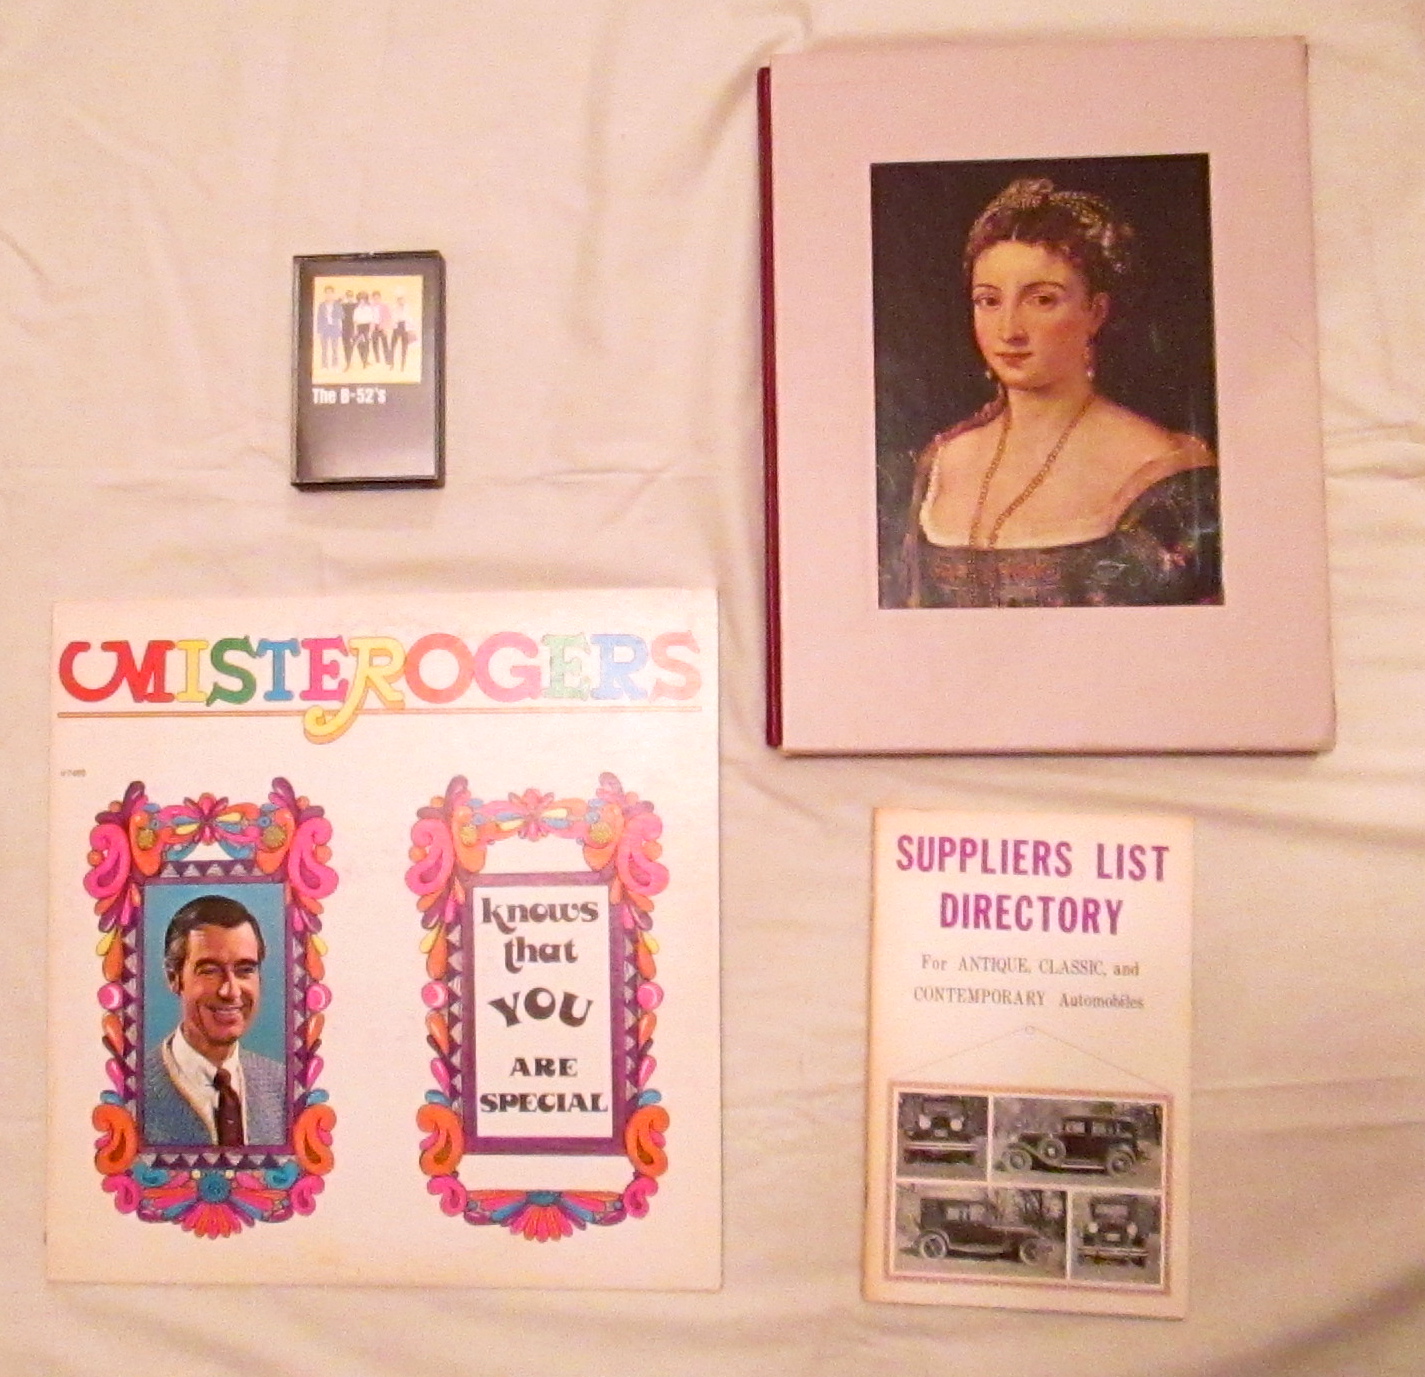 The B-52's
MISTEROGERS
knows
that
YOU
ARE
SPECIAL
SUPPLIERS LIST
DIRECTORY
For ANTIQUE, CLASSIC, and
CONTEMPORARY Automobiles